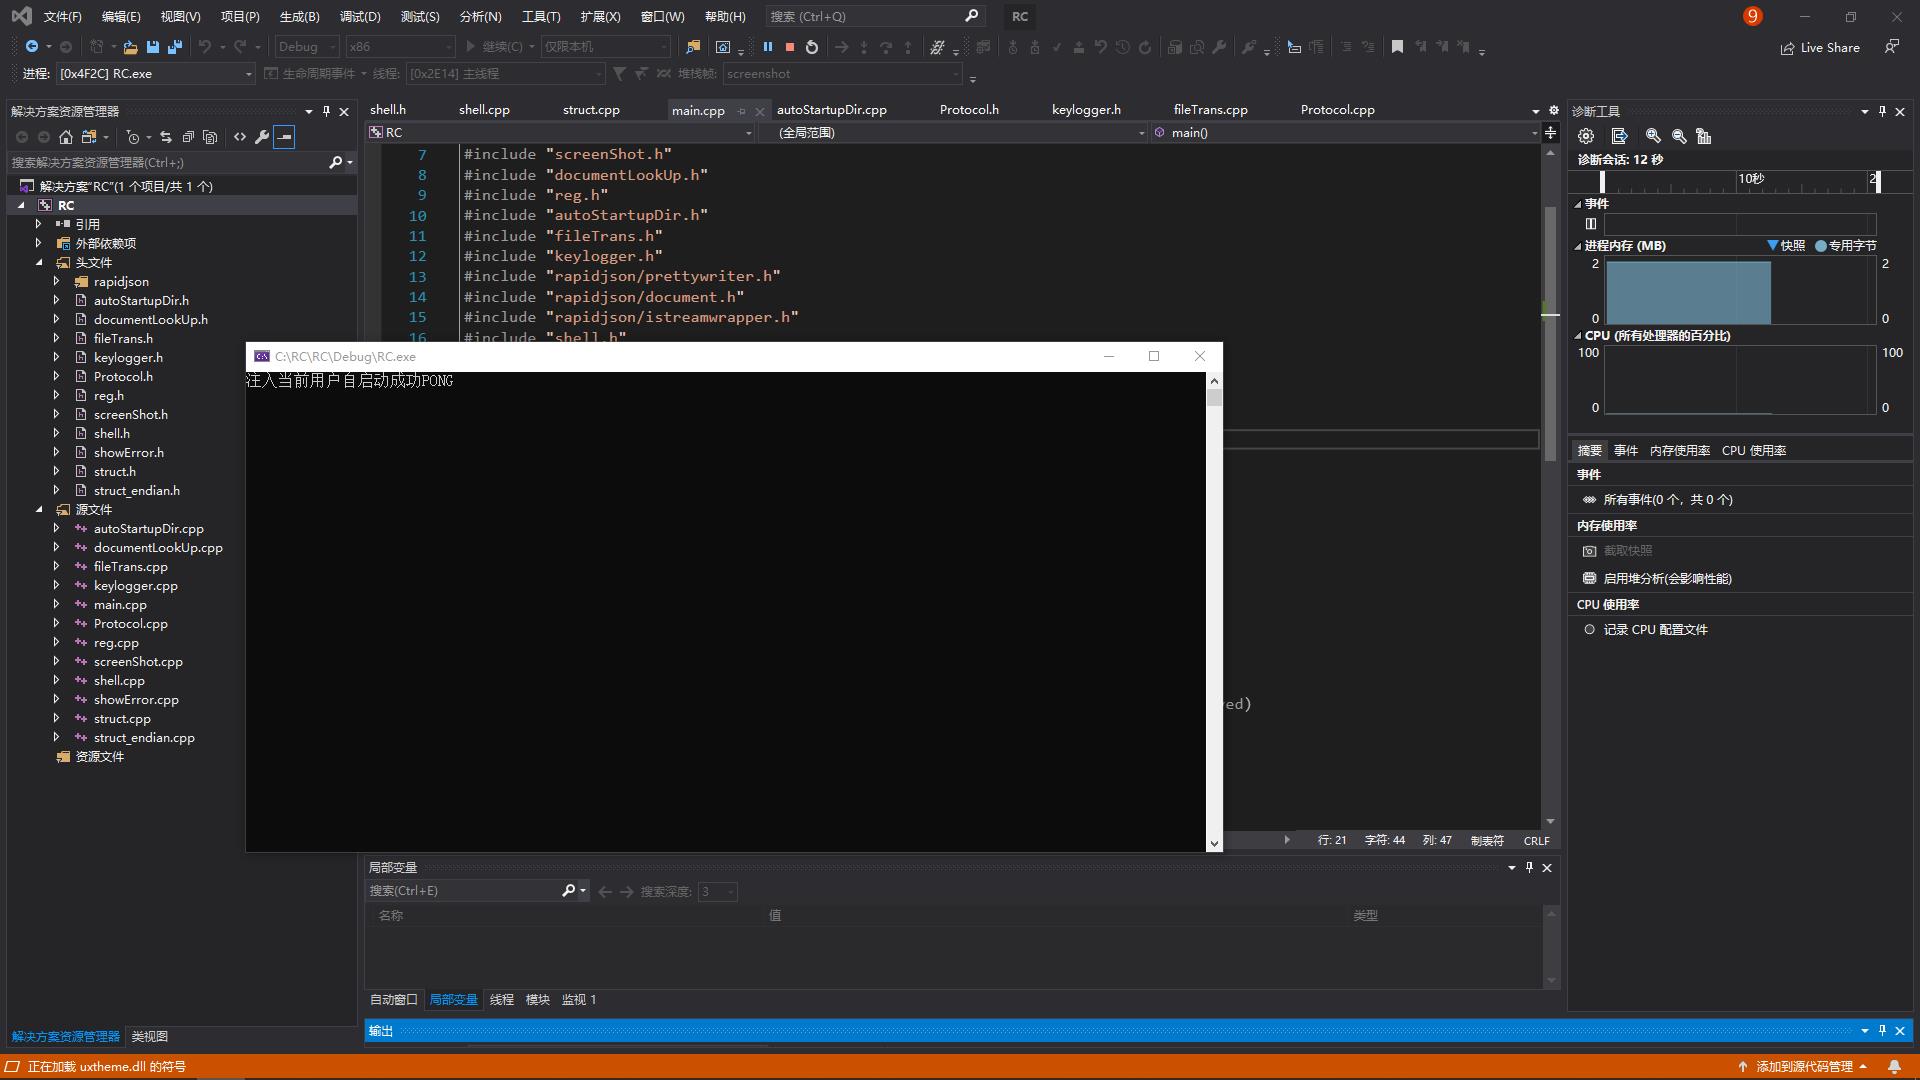 文件(F) 编辑(E) 视图(V) 项目(P) 生成(B) 调试(D) 测试(S) 分析(N) 工具(T) 扩展(X) 窗口(W) 帮助(H) 搜索 (Ctrl+Q) RC 9
Debug x86 继续(C) 仅限本机 Live Share
进程: [0x4F2C] RC.exe 生命周期事件 线程: [0x2E14] 主线程 堆栈帧: screenshot
解决方案资源管理器
搜索解决方案资源管理器(Ctrl+;)
解决方案"RC"(1 个项目/共 1 个)
RC
引用
外部依赖项
头文件
rapidjson
autoStartupDir.h
documentLookUp.h
fileTrans.h
keylogger.h
Protocol.h
reg.h
screenShot.h
shell.h
showError.h
struct.h
struct_endian.h
源文件
autoStartupDir.cpp
documentLookUp.cpp
fileTrans.cpp
keylogger.cpp
main.cpp
Protocol.cpp
reg.cpp
screenShot.cpp
shell.cpp
showError.cpp
struct.cpp
struct_endian.cpp
资源文件
解决方案资源管理器 类视图
shell.h shell.cpp struct.cpp main.cpp autoStartupDir.cpp Protocol.h keylogger.h fileTrans.cpp Protocol.cpp
RC (全局范围) main()
7 #include "screenShot.h"
8 #include "documentLookUp.h"
9 #include "reg.h"
10 #include "autoStartupDir.h"
11 #include "fileTrans.h"
12 #include "keylogger.h"
13 #include "rapidjson/prettywriter.h"
14 #include "rapidjson/document.h"
15 #include "rapidjson/istreamwrapper.h"
16 #include "shell.h"
C:\RC\RC\Debug\RC.exe
注入当前用户自启动成功PONG
ed)
行: 21 字符: 44 列: 47 制表符 CRLF
局部变量
搜索(Ctrl+E) 搜索深度: 3
名称 值 类型
自动窗口 局部变量 线程 模块 监视 1
输出
诊断工具
诊断会话: 12 秒
10秒 2
事件
进程内存 (MB) 快照 专用字节
2 2
0 0
CPU (所有处理器的百分比)
100 100
0 0
摘要 事件 内存使用率 CPU 使用率
事件
所有事件(0 个，共 0 个)
内存使用率
截取快照
启用堆分析(会影响性能)
CPU 使用率
记录 CPU 配置文件
正在加载 uxtheme.dll 的符号 添加到源代码管理